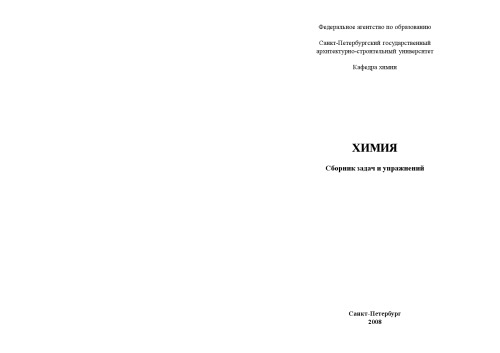 Федеральное агентство по образованию
Санкт-Петербургский государственный
архитектурно-строительный университет
Кафедра химии
ХИМИЯ
Сборник задач и упражнений
Санкт-Петербург
2008